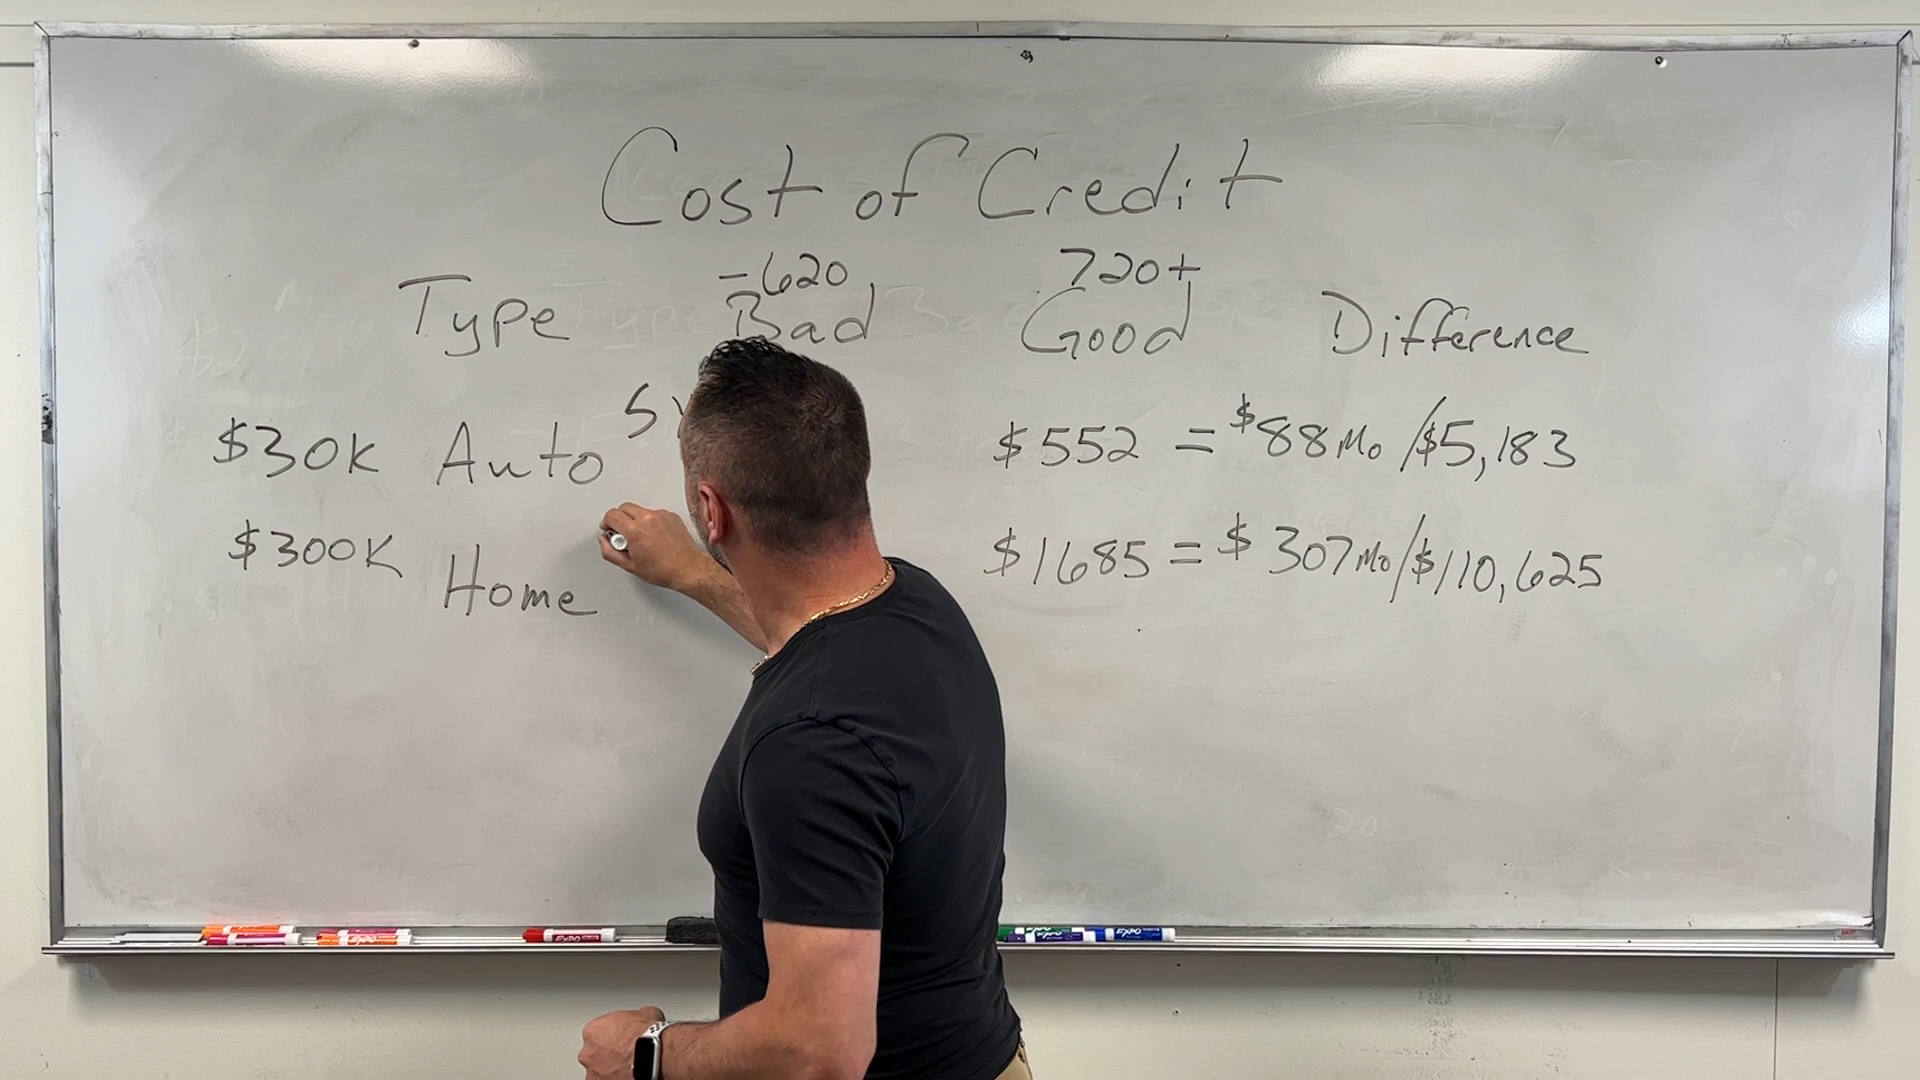 Cost of Credit
-620 720+
Type Bad Good Difference
$30K Auto 5y $552 = $88Mo/$5,183
$300K Home $1685 = $307Mo/$110,625